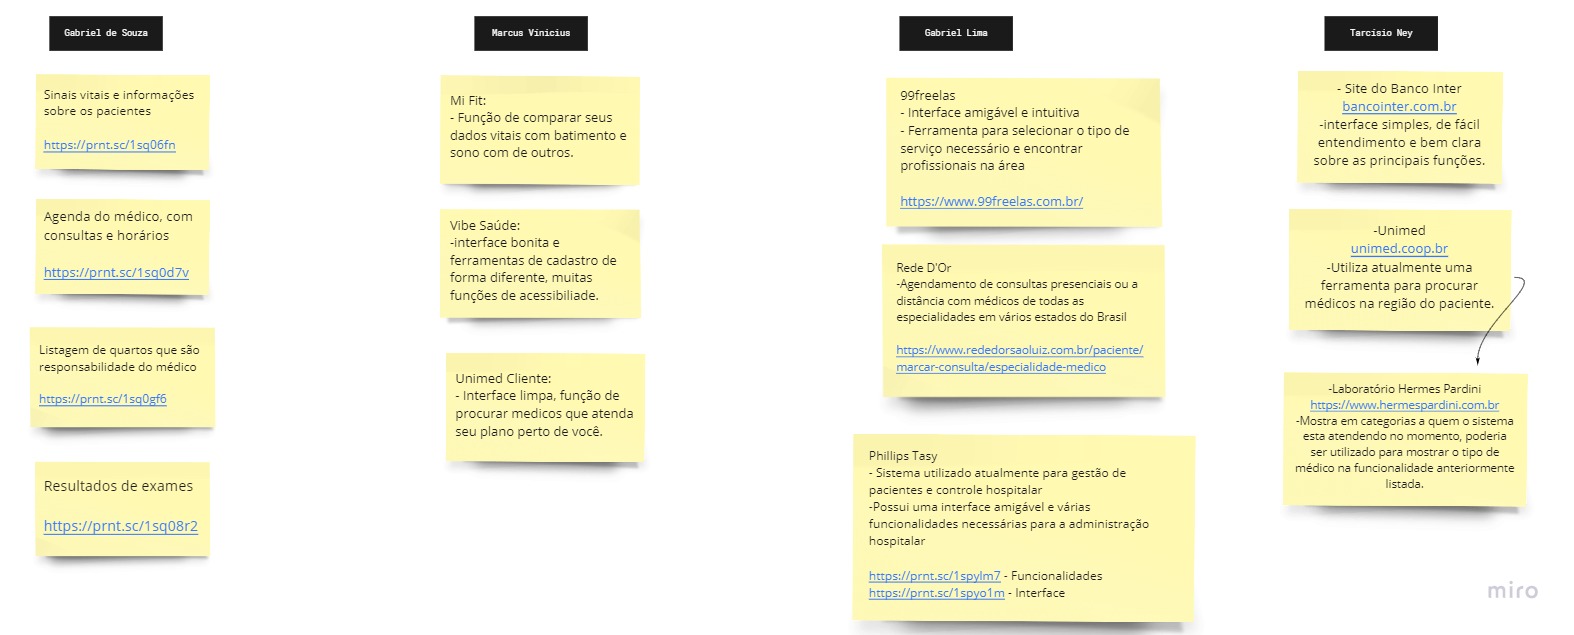 Gabriel de Souza
Sinais vitais e informações
sobre os pacientes
https://prnt.sc/1sq06fn
Agenda do médico, com
consultas e horários
https://prnt.sc/1sq0d7v
Listagem de quartos que são
responsabilidade do médico
https://prnt.sc/1sq0gf6
Resultados de exames
https://prnt.sc/1sq08r2
Marcus Vinicius
Mi Fit:
- Função de comparar seus
dados vitais com batimento e
sono com de outros.
Vibe Saúde:
-interface bonita e
ferramentas de cadastro de
forma diferente, muitas
funções de acessibiliade.
Unimed Cliente:
- Interface limpa, função de
procurar medicos que atenda
seu plano perto de você.
Gabriel Lima
99freelas
- Interface amigável e intuitiva
- Ferramenta para selecionar o tipo de
serviço necessário e encontrar
profissionais na área
https://www.99freelas.com.br/
Rede D'Or
-Agendamento de consultas presenciais ou a
distância com médicos de todas as
especialidades em vários estados do Brasil
https://www.rededorsaoluiz.com.br/paciente/
marcar-consulta/especialidade-medico
Phillips Tasy
- Sistema utilizado atualmente para gestão de
pacientes e controle hospitalar
-Possui uma interface amigável e várias
funcionalidades necessárias para a administração
hospitalar
https://prnt.sc/1spylm7 - Funcionalidades
https://prnt.sc/1spyo1m - Interface
Tarcísio Ney
- Site do Banco Inter
bancointer.com.br
-interface simples, de fácil
entendimento e bem clara
sobre as principais funções.
-Unimed
unimed.coop.br
-Utiliza atualmente uma
ferramenta para procurar
médicos na região do paciente.
-Laboratório Hermes Pardini
https://www.hermespardini.com.br
-Mostra em categorias a quem o sistema
esta atendendo no momento, poderia
ser utilizado para mostrar o tipo de
médico na funcionalidade anteriormente
listada.
miro